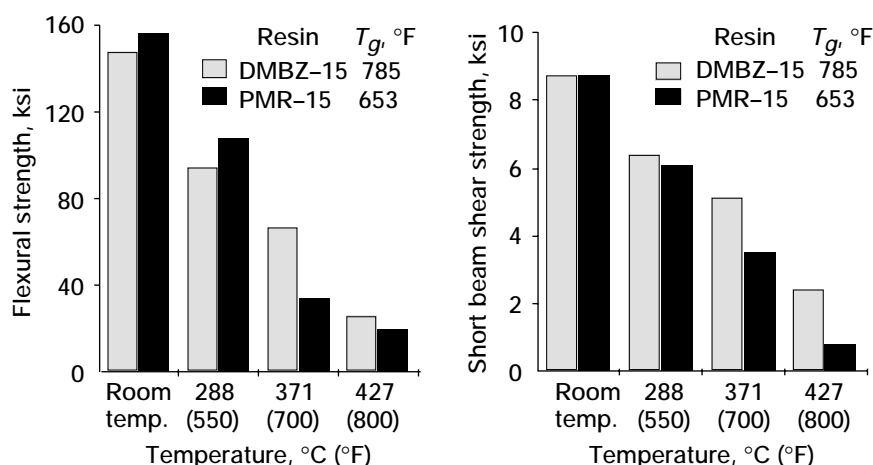 Flexural strength, ksi
160
120
80
40
0
Resin Tg, °F
DMBZ–15 785
PMR–15 653
Room temp.
288 (550)
371 (700)
427 (800)
Temperature, °C (°F)
Short beam shear strength, ksi
10
8
6
4
2
0
Resin Tg, °F
DMBZ–15 785
PMR–15 653
Room temp.
288 (550)
371 (700)
427 (800)
Temperature, °C (°F)